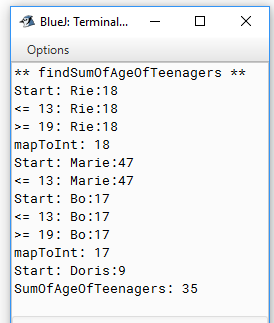 BlueJ: Terminal...
Options
** findSumOfAgeOfTeenagers **
Start: Rie:18
<= 13: Rie:18
>= 19: Rie:18
mapToInt: 18
Start: Marie:47
<= 13: Marie:47
Start: Bo:17
<= 13: Bo:17
>= 19: Bo:17
mapToInt: 17
Start: Doris:9
SumOfAgeOfTeenagers: 35